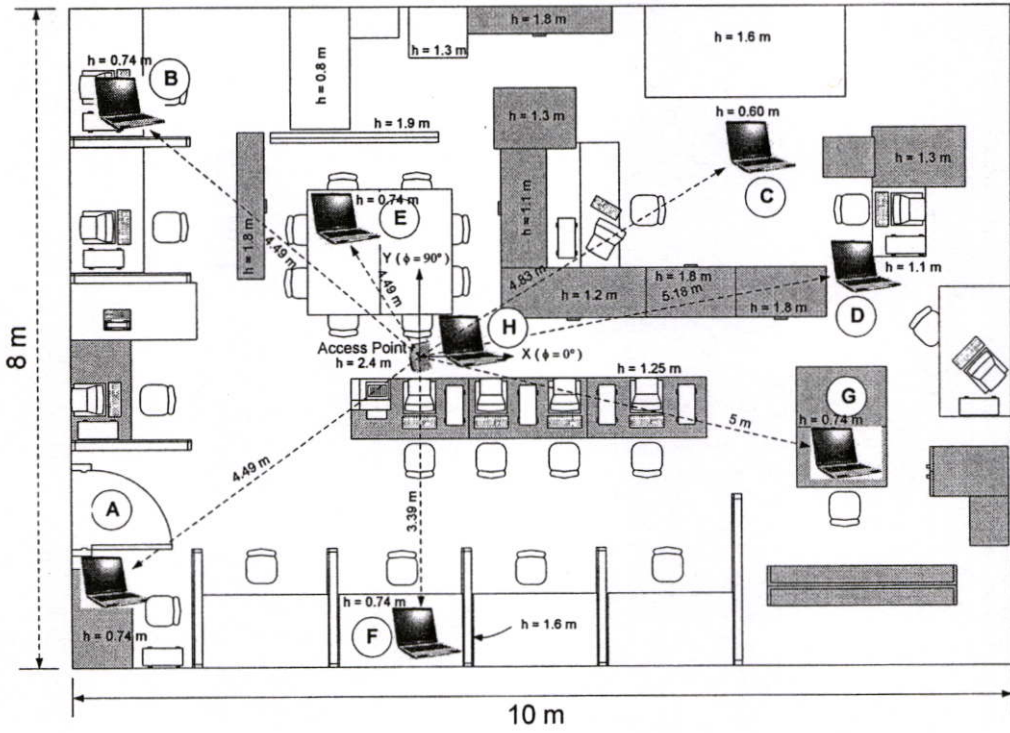 h = 1.8 m
h = 1.3 m
h = 1.6 m
h = 0.74 m
B
h = 0.8 m
h = 1.9 m
h = 1.3 m
h = 0.60 m
C
h = 1.3 m
h = 1.8 m
4.49 m
h = 0.74 m
E
4.49 m
Y ( ϕ = 90° )
h = 1.1 m
4.83 m
h = 1.2 m
h = 1.8 m
5.18 m
h = 1.8 m
h = 1.1 m
D
8 m
Access Point
h = 2.4 m
H
X ( ϕ = 0° )
h = 1.25 m
G
h = 0.74 m
5 m
4.49 m
3.39 m
A
h = 0.74 m
h = 0.74 m
F
h = 1.6 m
10 m